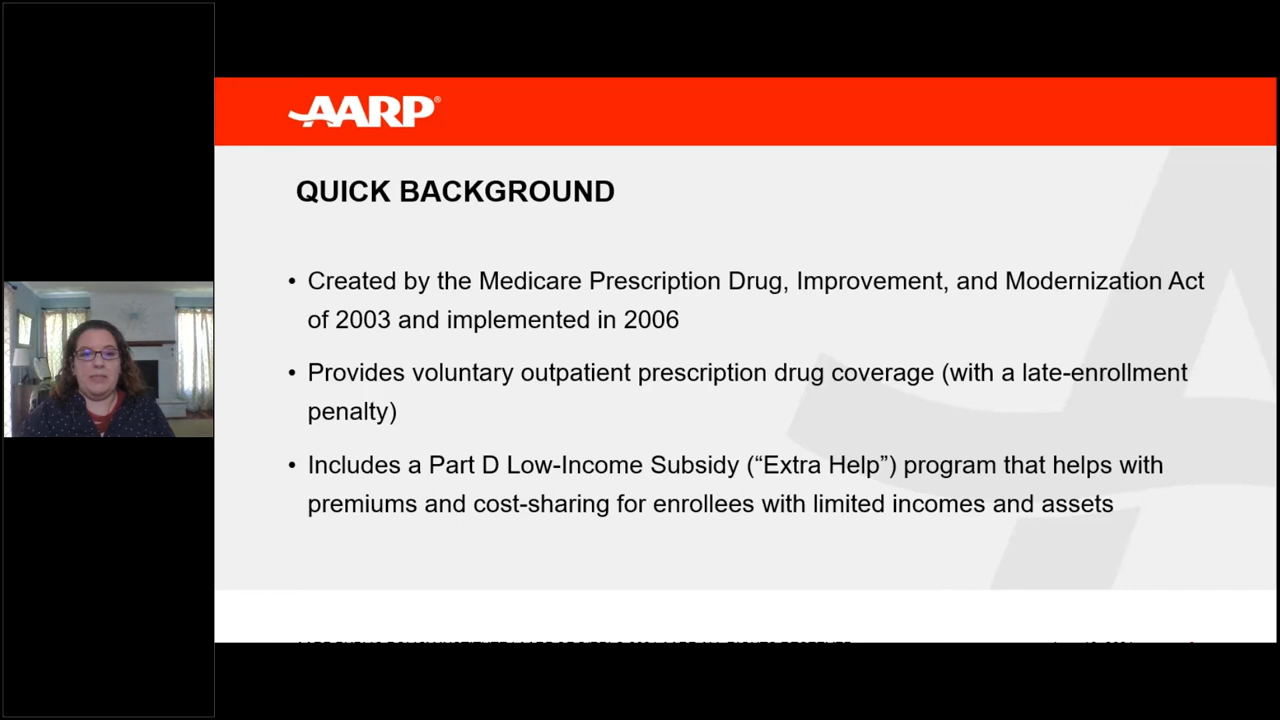 AARP®
QUICK BACKGROUND
• Created by the Medicare Prescription Drug, Improvement, and Modernization Act
of 2003 and implemented in 2006
• Provides voluntary outpatient prescription drug coverage (with a late-enrollment
penalty)
• Includes a Part D Low-Income Subsidy (“Extra Help”) program that helps with
premiums and cost-sharing for enrollees with limited incomes and assets